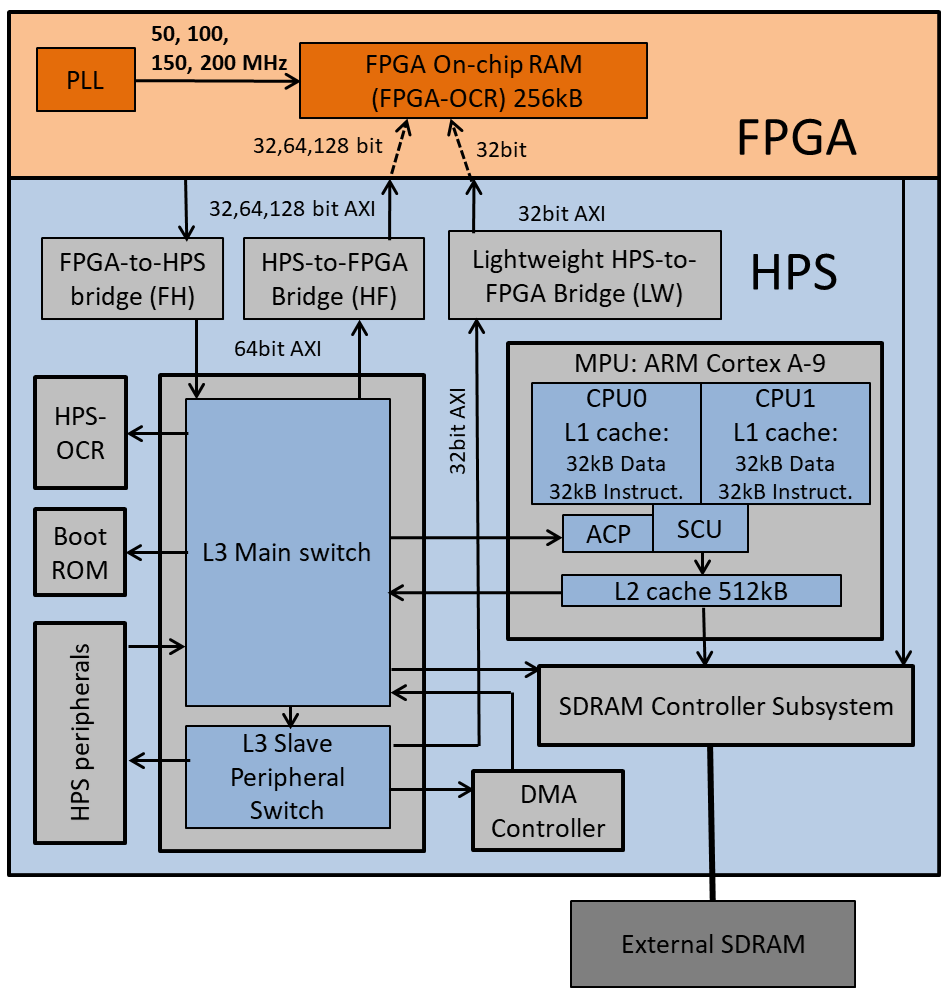 50, 100,
150, 200 MHz
PLL
FPGA On-chip RAM
(FPGA-OCR) 256kB
FPGA
32,64,128 bit
32bit
32,64,128 bit AXI
32bit AXI
FPGA-to-HPS
bridge (FH)
HPS-to-FPGA
Bridge (HF)
Lightweight HPS-to-
FPGA Bridge (LW)
HPS
64bit AXI
32bit AXI
MPU: ARM Cortex A-9
CPU0
L1 cache:
32kB Data
32kB Instruct.
CPU1
L1 cache:
32kB Data
32kB Instruct.
ACP
SCU
L2 cache 512kB
HPS-
OCR
Boot
ROM
HPS peripherals
L3 Main switch
L3 Slave
Peripheral
Switch
SDRAM Controller Subsystem
DMA
Controller
External SDRAM